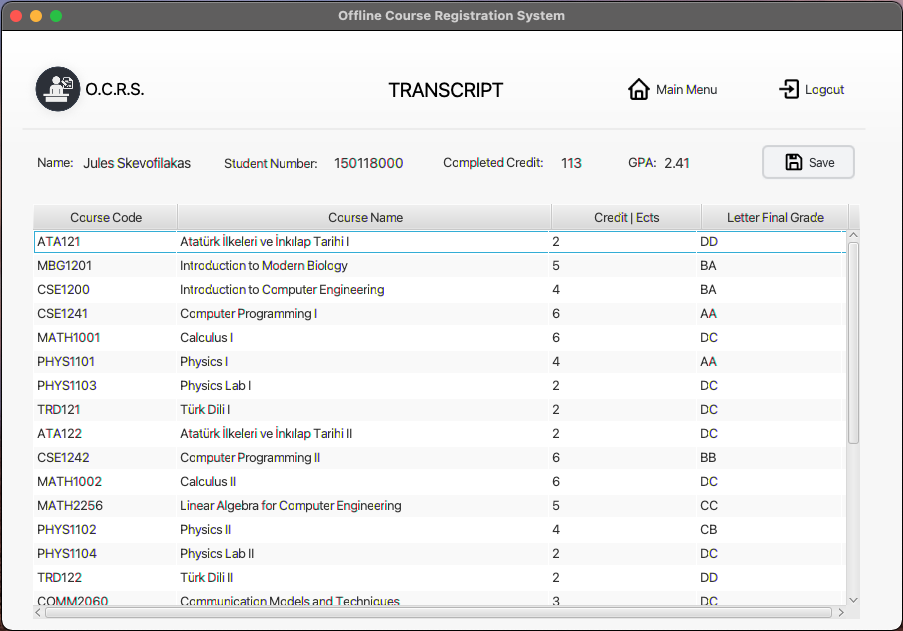 Offline Course Registration System
O.C.R.S. TRANSCRIPT Main Menu Logout
Name: Jules Skevofilakas Student Number: 150118000 Completed Credit: 113 GPA: 2.41 Save
Course Code Course Name Credit | Ects Letter Final Grade
ATA121 Atatürk İlkeleri ve İnkılap Tarihi I 2 DD
MBG1201 Introduction to Modern Biology 5 BA
CSE1200 Introduction to Computer Engineering 4 BA
CSE1241 Computer Programming I 6 AA
MATH1001 Calculus I 6 DC
PHYS1101 Physics I 4 AA
PHYS1103 Physics Lab I 2 DC
TRD121 Türk Dili I 2 DC
ATA122 Atatürk İlkeleri ve İnkılap Tarihi II 2 DC
CSE1242 Computer Programming II 6 BB
MATH1002 Calculus II 6 DC
MATH2256 Linear Algebra for Computer Engineering 5 CC
PHYS1102 Physics II 4 CB
PHYS1104 Physics Lab II 2 DC
TRD122 Türk Dili II 2 DD
COMM2060 Communication Models and Techniques 3 DC